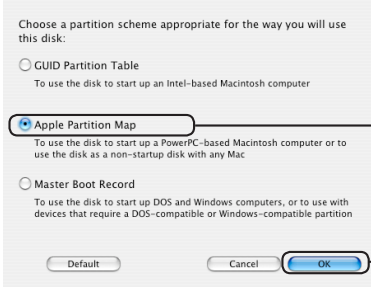 Choose a partition scheme appropriate for the way you will use
this disk:
GUID Partition Table
To use the disk to start up an Intel-based Macintosh computer
Apple Partition Map
To use the disk to start up a PowerPC-based Macintosh computer or to
use the disk as a non-startup disk with any Mac
Master Boot Record
To use the disk to start up DOS and Windows computers, or to use with
devices that require a DOS-compatible or Windows-compatible partition
Default Cancel OK